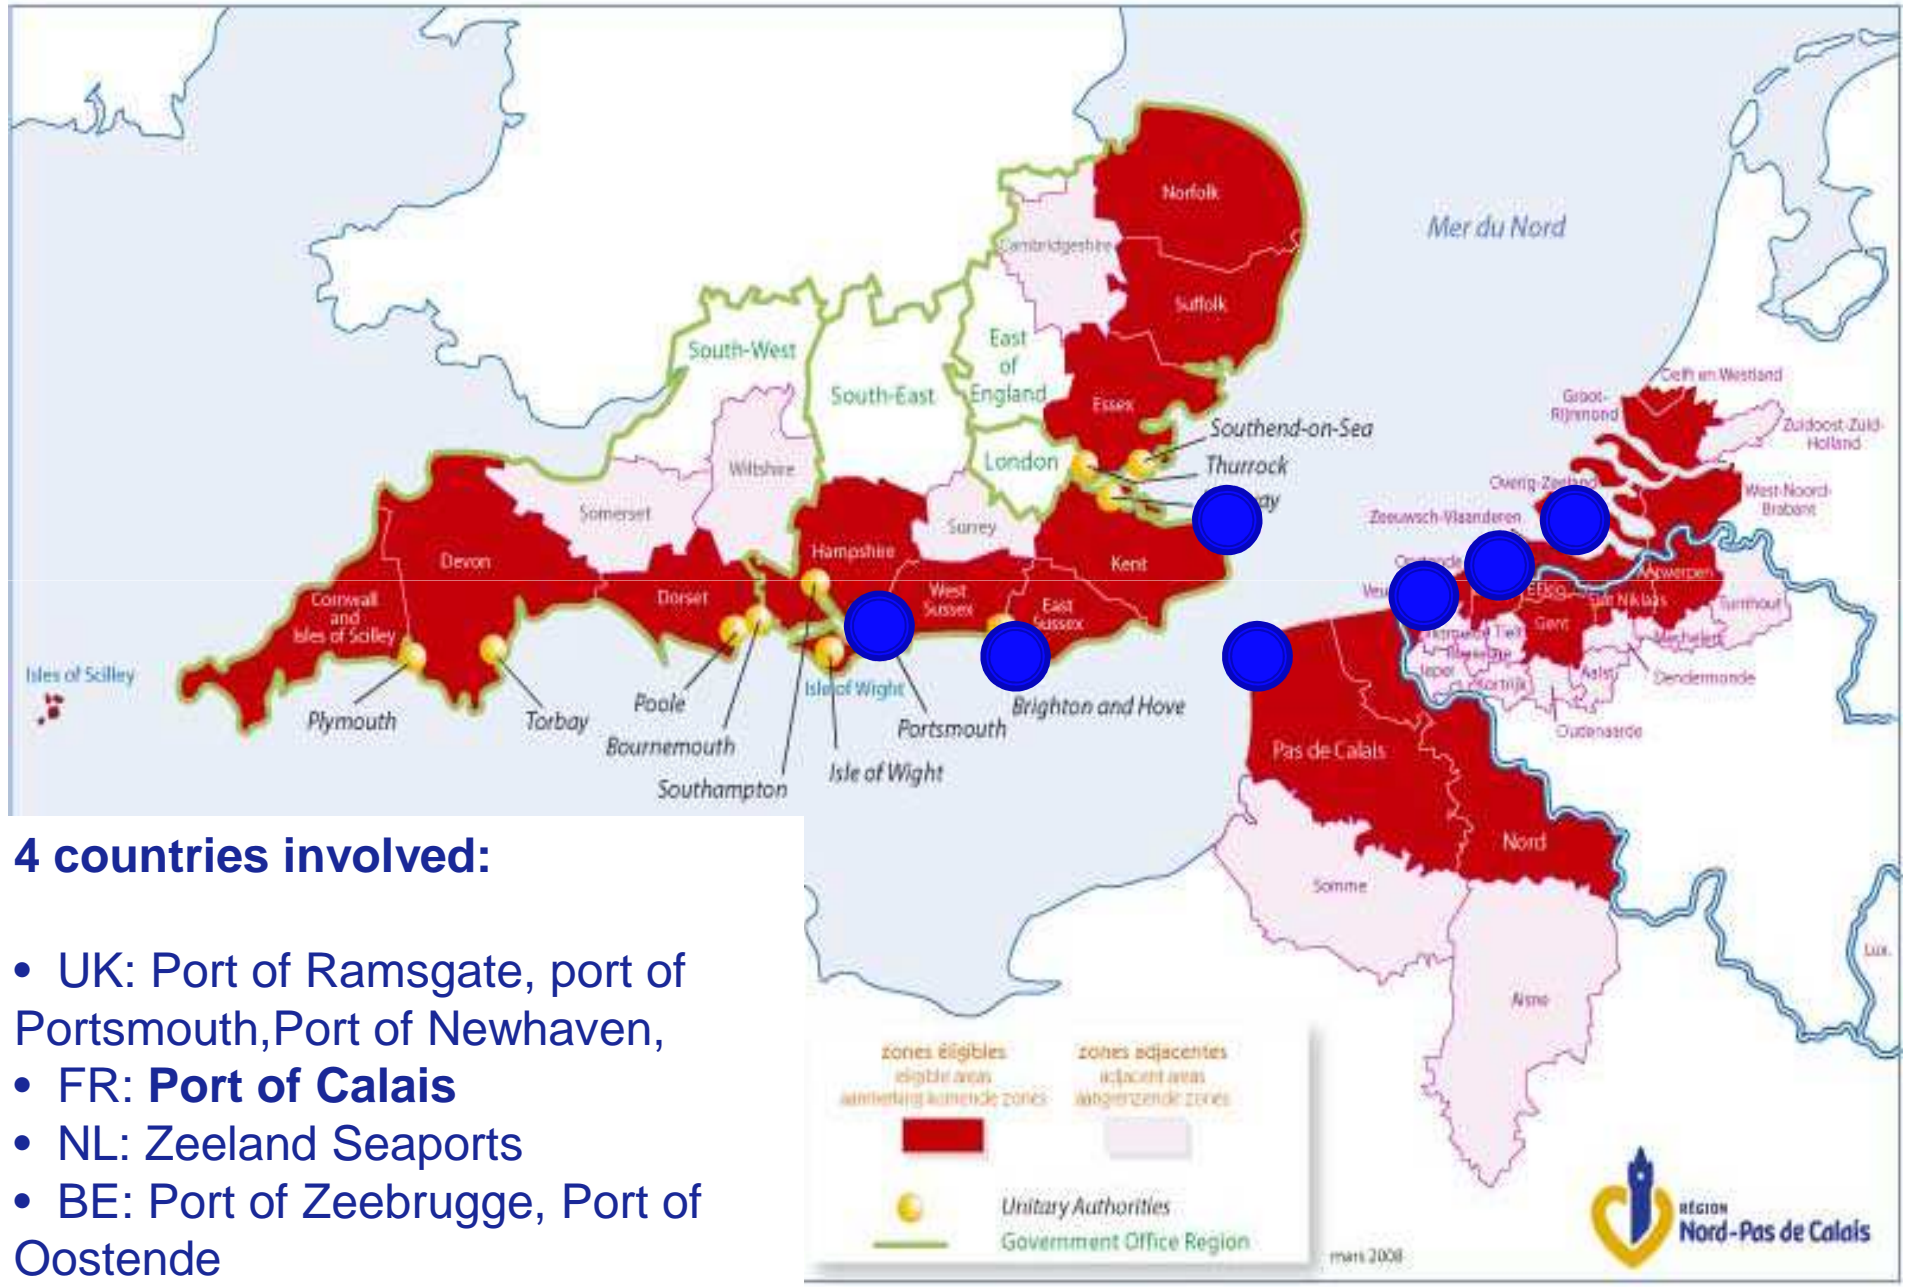 Norfolk
Mer du Nord
Cambridgeshire
Suffolk
East
of
England
South-West
South-East
Delft en Westland
Groot-
Rijnmond
Essex
Zuidoost-Zuid-
Holland
Southend-on-Sea
London
Thurrock
Wiltshire
Overig-Zeeland
West-Noord-
Brabant
Somerset
Surrey
Zeeuwsch-Vlaanderen
Hampshire
Devon
Kent
Antwerpen
West
Sussex
East
Sussex
Dorset
Cornwall
and
Isles of Scilley
Gent
Turnhout
Mechelen
Ieper
Kortrijk
Aalst
Dendermonde
Oudenaarde
Isles of Scilley
Plymouth
Torbay
Poole
Bournemouth
Southampton
Isle of Wight
Isle of Wight
Portsmouth
Brighton and Hove
Pas de Calais
Nord
Somme
Aisne
Lux.
4 countries involved:
• UK: Port of Ramsgate, port of
Portsmouth,Port of Newhaven,
• FR: Port of Calais
• NL: Zeeland Seaports
• BE: Port of Zeebrugge, Port of
Oostende
zones éligibles
eligible areas
zones adjacentes
adjacent areas
aangrenzende zones
Unitary Authorities
Government Office Region
mars 2008
RÉGION
Nord-Pas de Calais